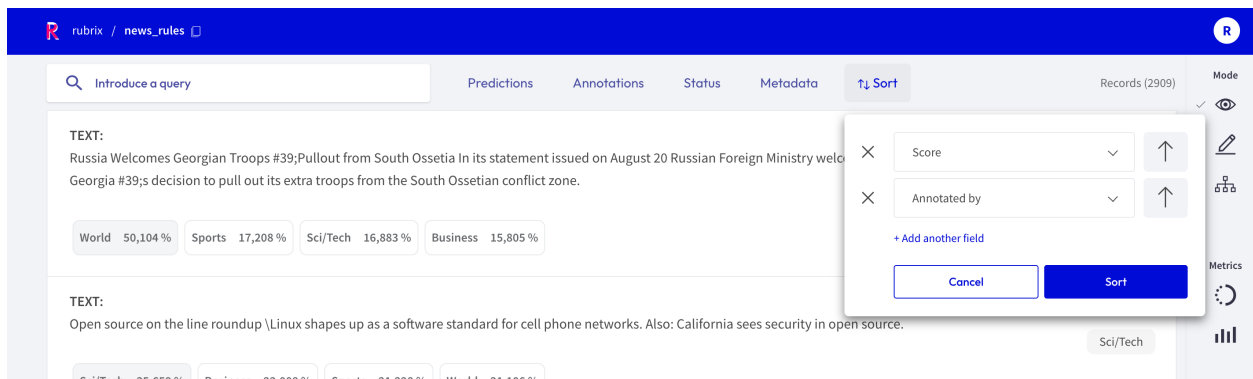 rubrix / news_rules
R
Introduce a query
Predictions
Annotations
Status
Metadata
Sort
Records (2909)
Mode
TEXT:
Russia Welcomes Georgian Troops #39;Pullout from South Ossetia In its statement issued on August 20 Russian Foreign Ministry welc
Georgia #39;s decision to pull out its extra troops from the South Ossetian conflict zone.
World 50,104 %
Sports 17,208 %
Sci/Tech 16,883 %
Business 15,805 %
Score
Annotated by
+ Add another field
Cancel
Sort
Metrics
TEXT:
Open source on the line roundup \Linux shapes up as a software standard for cell phone networks. Also: California sees security in open source.
Sci/Tech